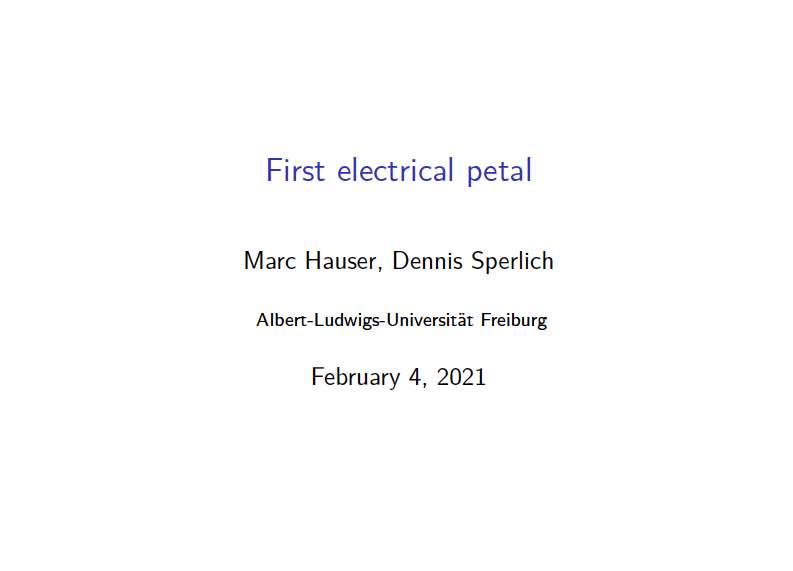 First electrical petal
Marc Hauser, Dennis Sperlich
Albert-Ludwigs-Universität Freiburg
February 4, 2021